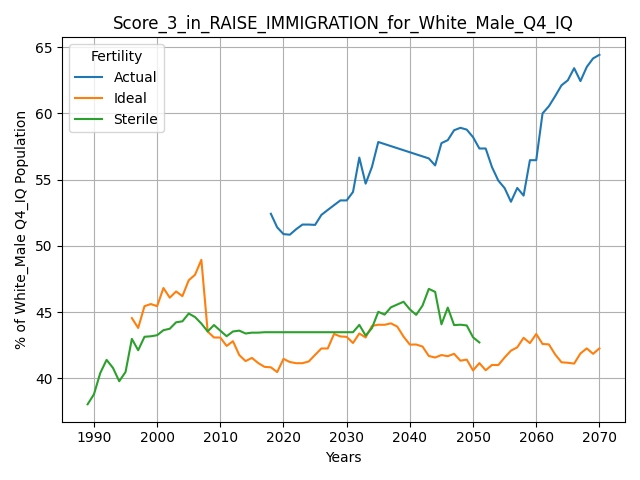 Score_3_in_RAISE_IMMIGRATION_for_White_Male_Q4_IQ
% of White_Male Q4_IQ Population
65
60
55
50
45
40
Fertility
Actual
Ideal
Sterile
1990 2000 2010 2020 2030 2040 2050 2060 2070
Years